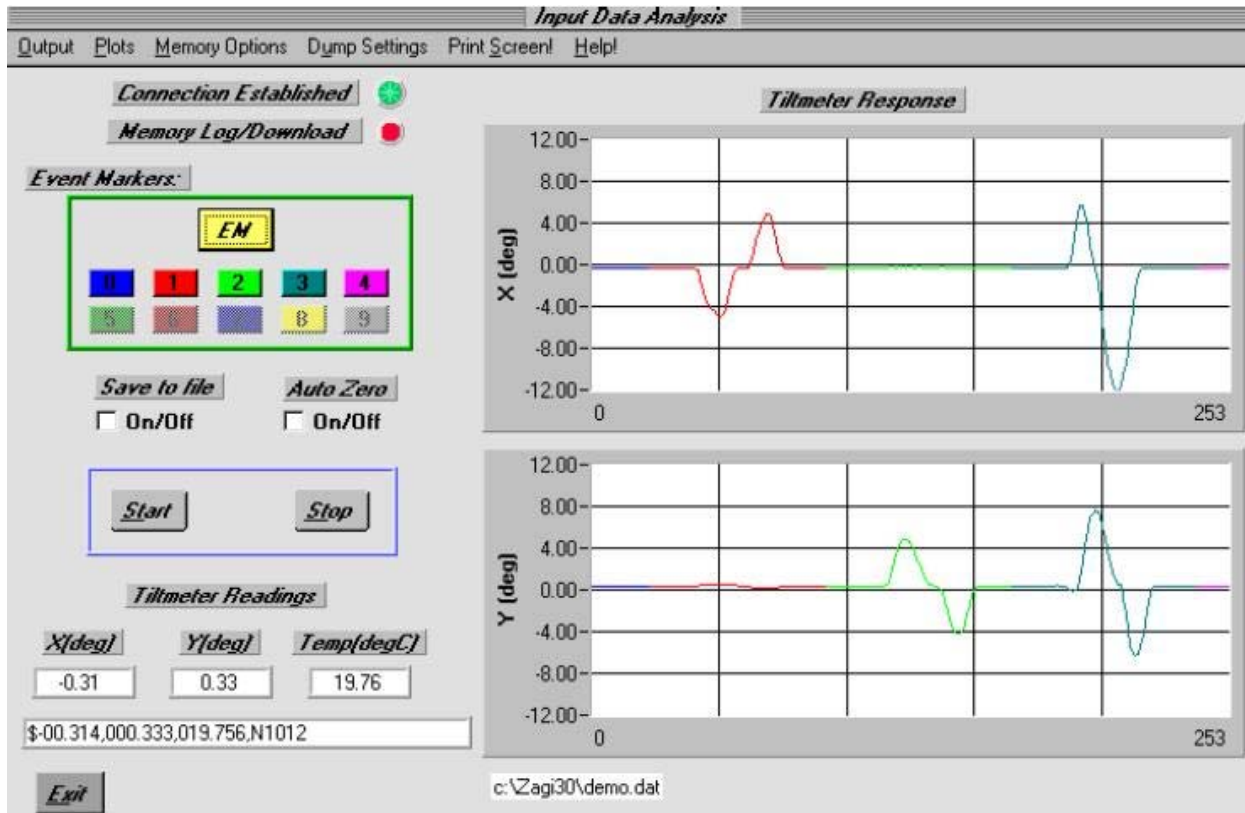 Input Data Analysis
Output Plots Memory Options Dump Settings Print Screen! Help!
Connection Established
Memory Log/Download
Event Markers:
EM
0 1 2 3 4
5 6 7 8 9
Save to file Auto Zero
On/Off On/Off
Start Stop
Tiltmeter Readings
X(deg) Y(deg) Temp(degC)
-0.31 0.33 19.76
$-00.314,000.333,019.756,N1012
Exit
Tiltmeter Response
X (deg)
12.00
8.00
4.00
0.00
-4.00
-8.00
-12.00
0 253
Y (deg)
12.00
8.00
4.00
0.00
-4.00
-8.00
-12.00
0 253
c:\Zagi30\demo.dat